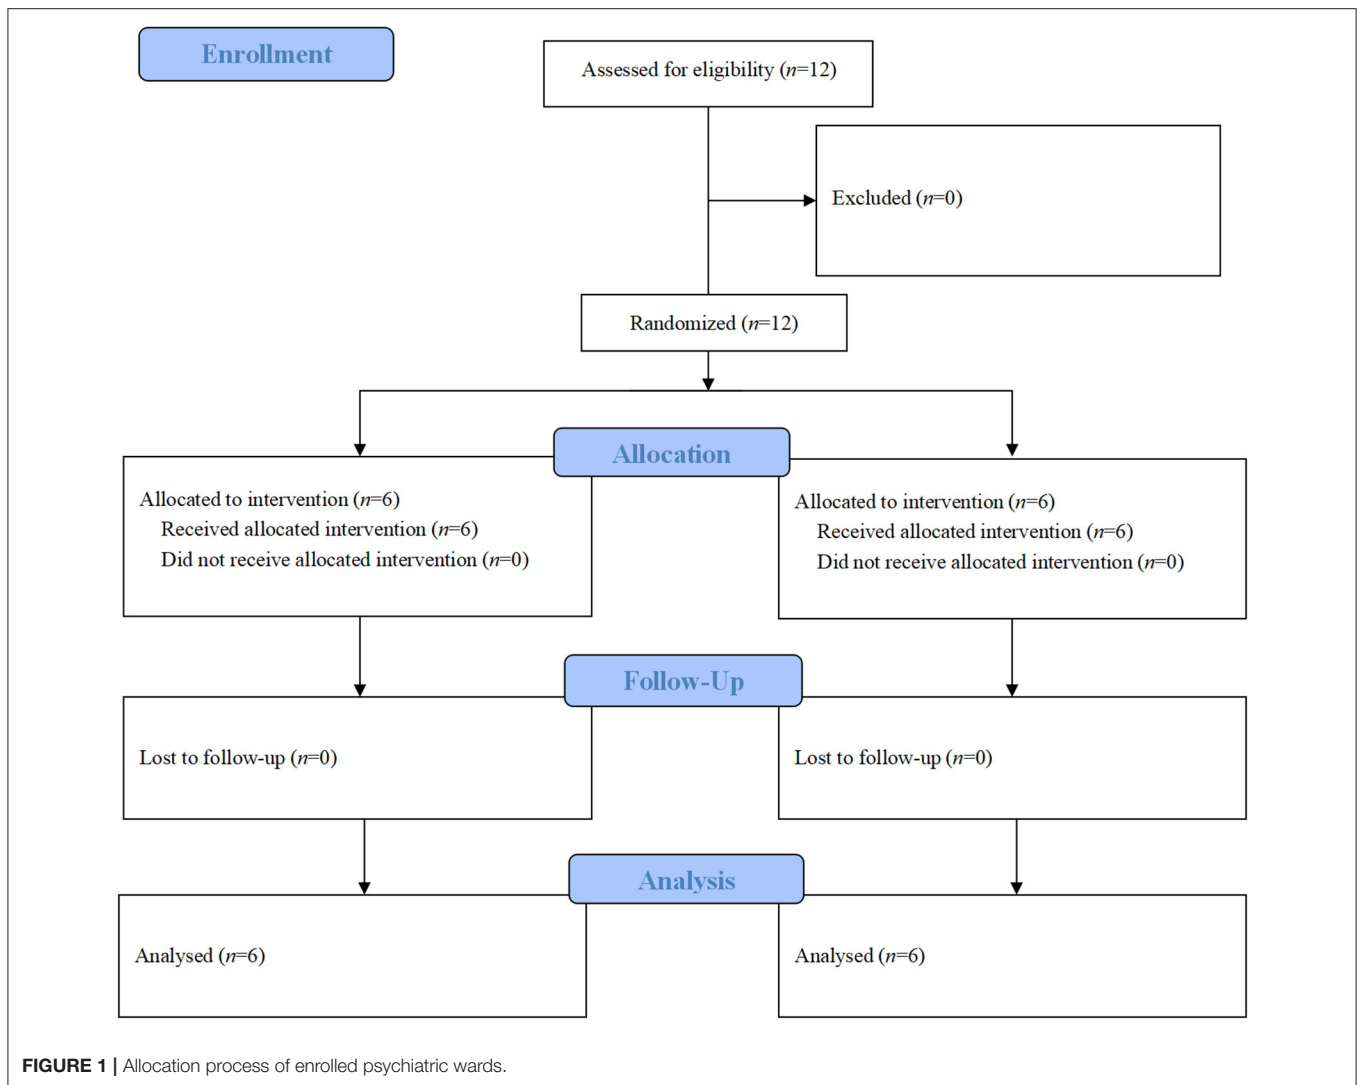 Enrollment
Assessed for eligibility (n=12)
Excluded (n=0)
Randomized (n=12)
Allocation
Allocated to intervention (n=6)
Received allocated intervention (n=6)
Did not receive allocated intervention (n=0)
Allocated to intervention (n=6)
Received allocated intervention (n=6)
Did not receive allocated intervention (n=0)
Follow-Up
Lost to follow-up (n=0)
Lost to follow-up (n=0)
Analysis
Analysed (n=6)
Analysed (n=6)
FIGURE 1 | Allocation process of enrolled psychiatric wards.